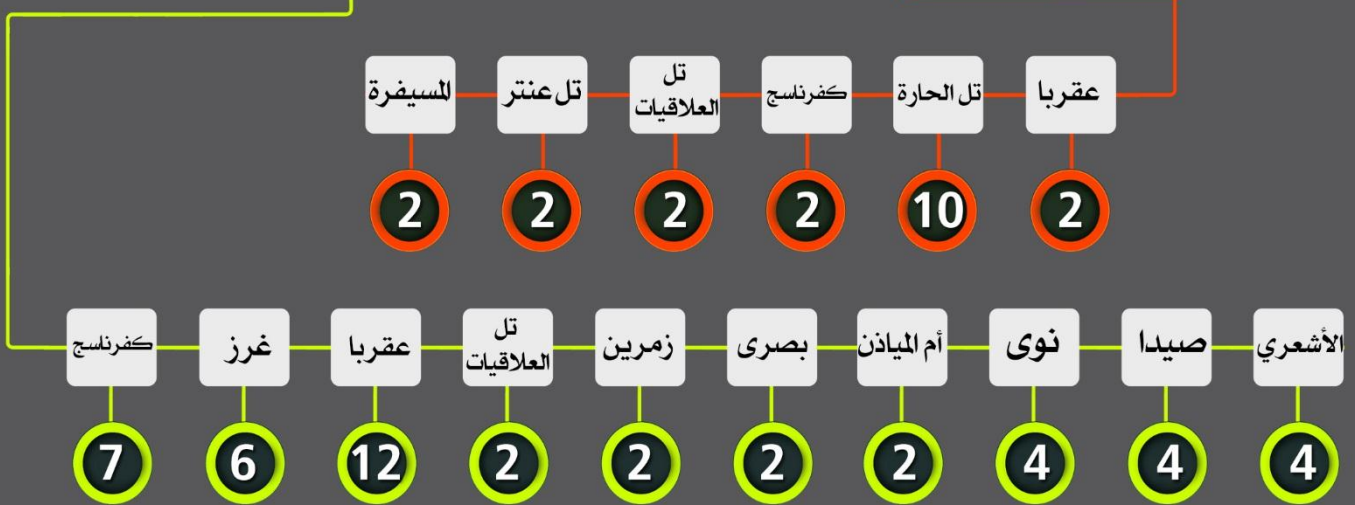 عقربا
تل الحارة
كفرناسج
تل
العلاقيات
تل عنتر
المسيفرة
2
10
2
2
2
2
الأشعري
صيدا
نوى
أم المياذن
بصرى
زمرين
تل
العلاقيات
عقربا
غرز
كفرناسج
4
4
4
2
2
2
2
12
6
7